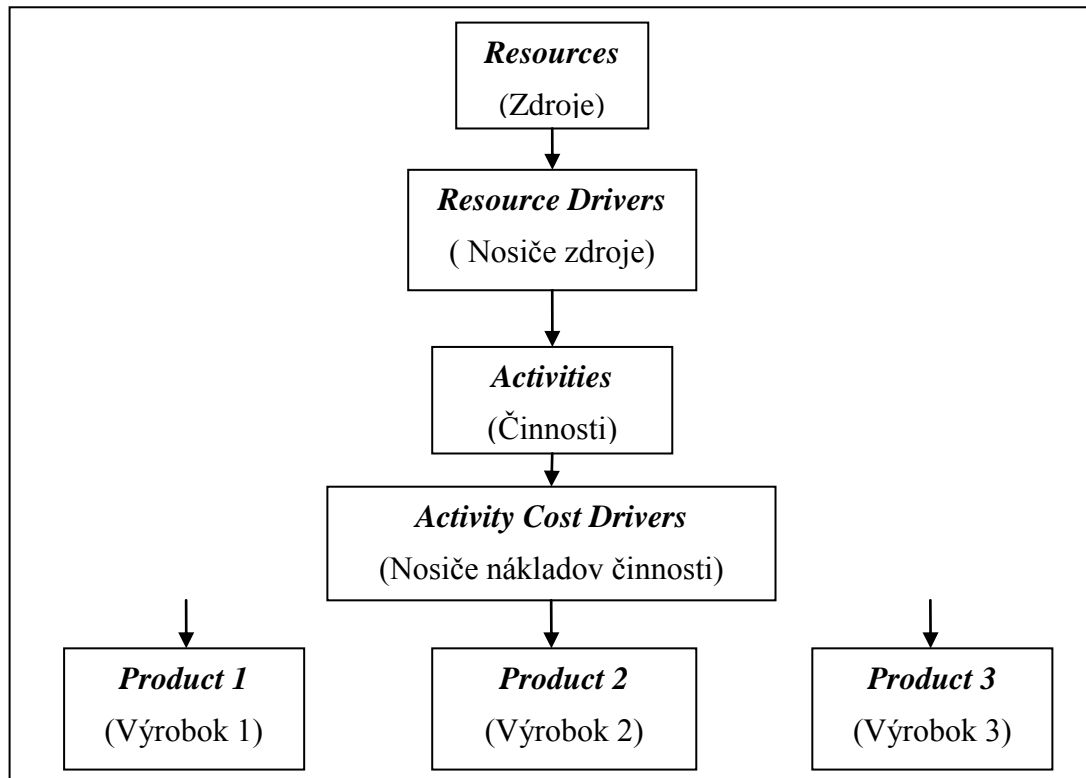 Resources
(Zdroje)
Resource Drivers
( Nosiče zdroje)
Activities
(Činnosti)
Activity Cost Drivers
(Nosiče nákladov činnosti)
Product 1
(Výrobok 1)
Product 2
(Výrobok 2)
Product 3
(Výrobok 3)